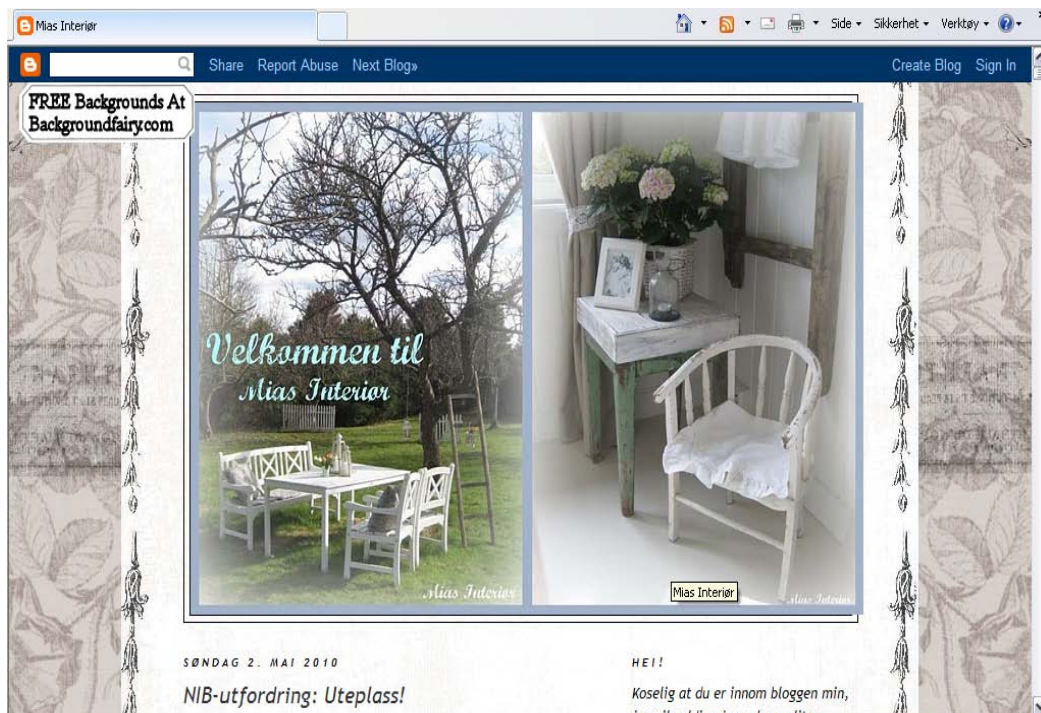 Mias Interiør
Side
Sikkerhet
Verktøy
Share
Report Abuse
Next Blog»
Create Blog
Sign In
FREE Backgrounds At
Backgroundfairy.com
Velkommen til
Mias Interiør
Mias Interiør
Mias Interiør
Mias Interiør
SØNDAG 2. MAI 2010
NIB-utfordring: Uteplass!
HEI!
Koselig at du er innom bloggen min,